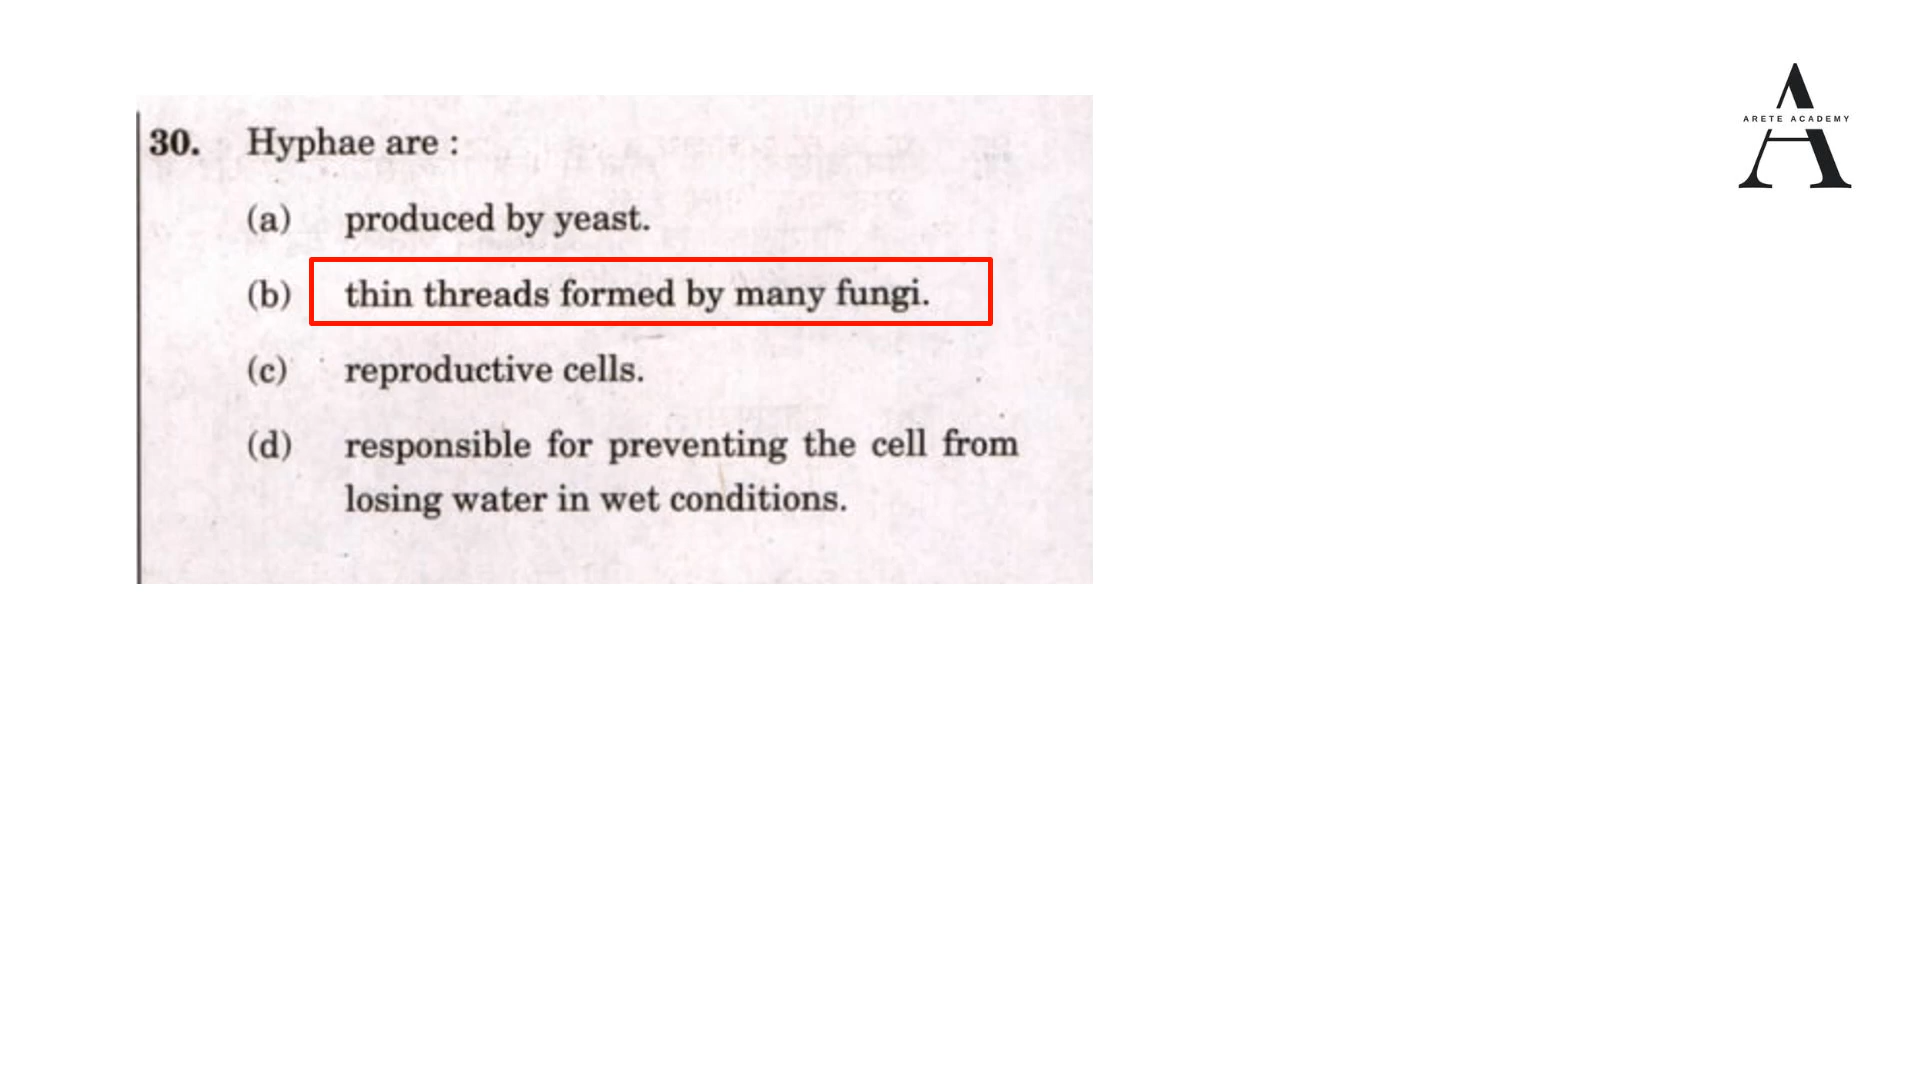 ARETE ACADEMY
30. Hyphae are :
(a) produced by yeast.
(b) thin threads formed by many fungi.
(c) reproductive cells.
(d) responsible for preventing the cell from
losing water in wet conditions.